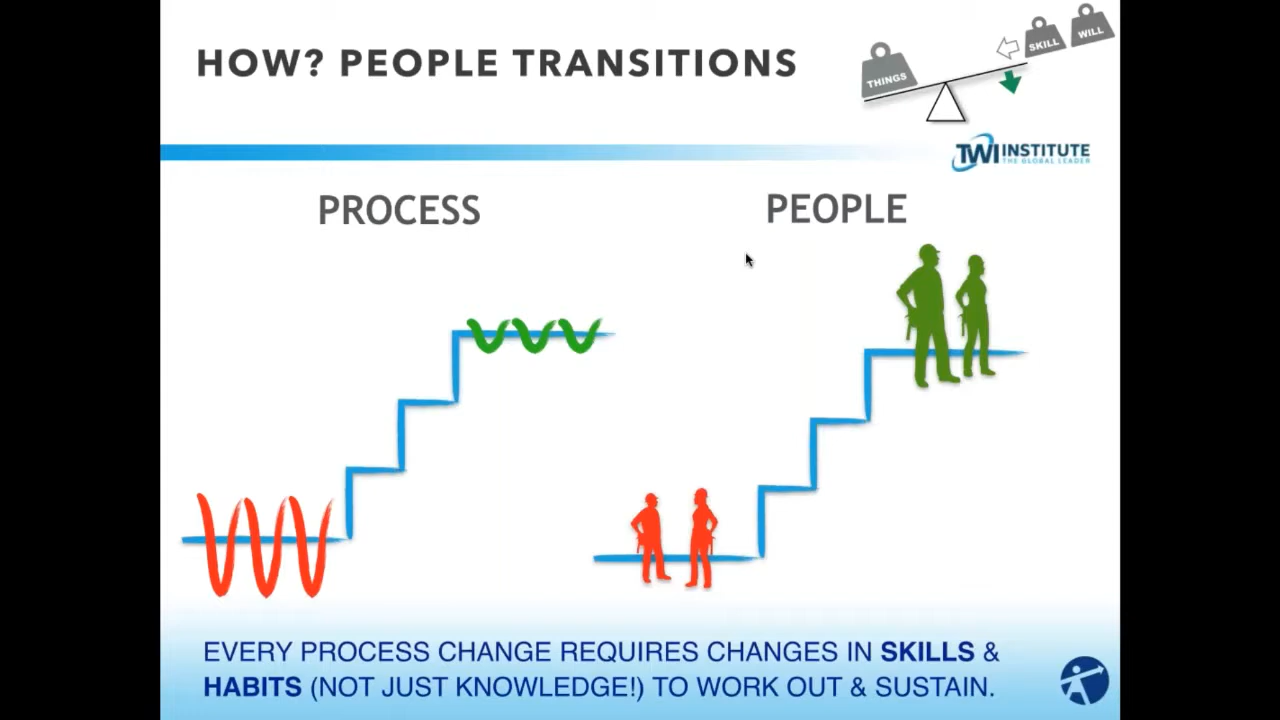 HOW? PEOPLE TRANSITIONS
THINGS
SKILL
WILL
TWI INSTITUTE
THE GLOBAL LEADER
PROCESS
PEOPLE
EVERY PROCESS CHANGE REQUIRES CHANGES IN SKILLS &
HABITS (NOT JUST KNOWLEDGE!) TO WORK OUT & SUSTAIN.